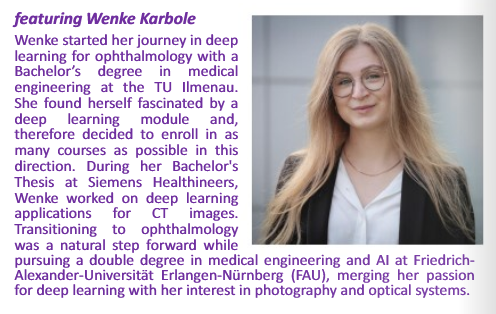 featuring Wenke Karbole
Wenke started her journey in deep
learning for ophthalmology with a
Bachelor’s degree in medical
engineering at the TU Ilmenau.
She found herself fascinated by a
deep learning module and,
therefore decided to enroll in as
many courses as possible in this
direction. During her Bachelor's
Thesis at Siemens Healthineers,
Wenke worked on deep learning
applications for CT images.
Transitioning to ophthalmology
was a natural step forward while
pursuing a double degree in medical engineering and AI at Friedrich-
Alexander-Universität Erlangen-Nürnberg (FAU), merging her passion
for deep learning with her interest in photography and optical systems.